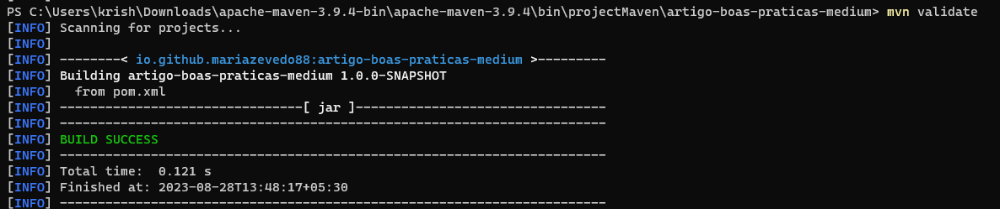 PS C:\Users\krish\Downloads\apache-maven-3.9.4-bin\apache-maven-3.9.4\bin\projectMaven\artigo-boas-praticas-medium> mvn validate
[INFO] Scanning for projects...
[INFO]
[INFO] --------< io.github.mariazevedo88:artigo-boas-praticas-medium >---------
[INFO] Building artigo-boas-praticas-medium 1.0.0-SNAPSHOT
[INFO]   from pom.xml
[INFO] --------------------------------[ jar ]---------------------------------
[INFO] ------------------------------------------------------------------------
[INFO] BUILD SUCCESS
[INFO] ------------------------------------------------------------------------
[INFO] Total time:  0.121 s
[INFO] Finished at: 2023-08-28T13:48:17+05:30
[INFO] ------------------------------------------------------------------------